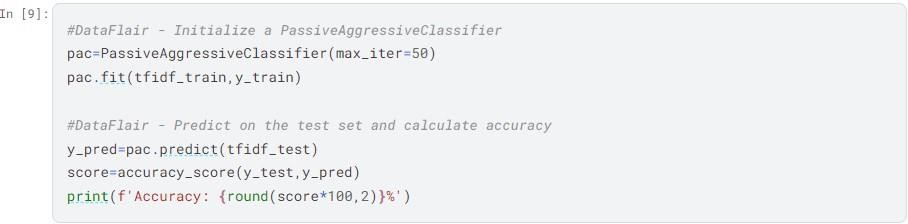 In [9]:
#DataFlair - Initialize a PassiveAggressiveClassifier
pac=PassiveAggressiveClassifier(max_iter=50)
pac.fit(tfidf_train,y_train)
#DataFlair - Predict on the test set and calculate accuracy
y_pred=pac.predict(tfidf_test)
score=accuracy_score(y_test,y_pred)
print(f'Accuracy: {round(score*100,2)}%')